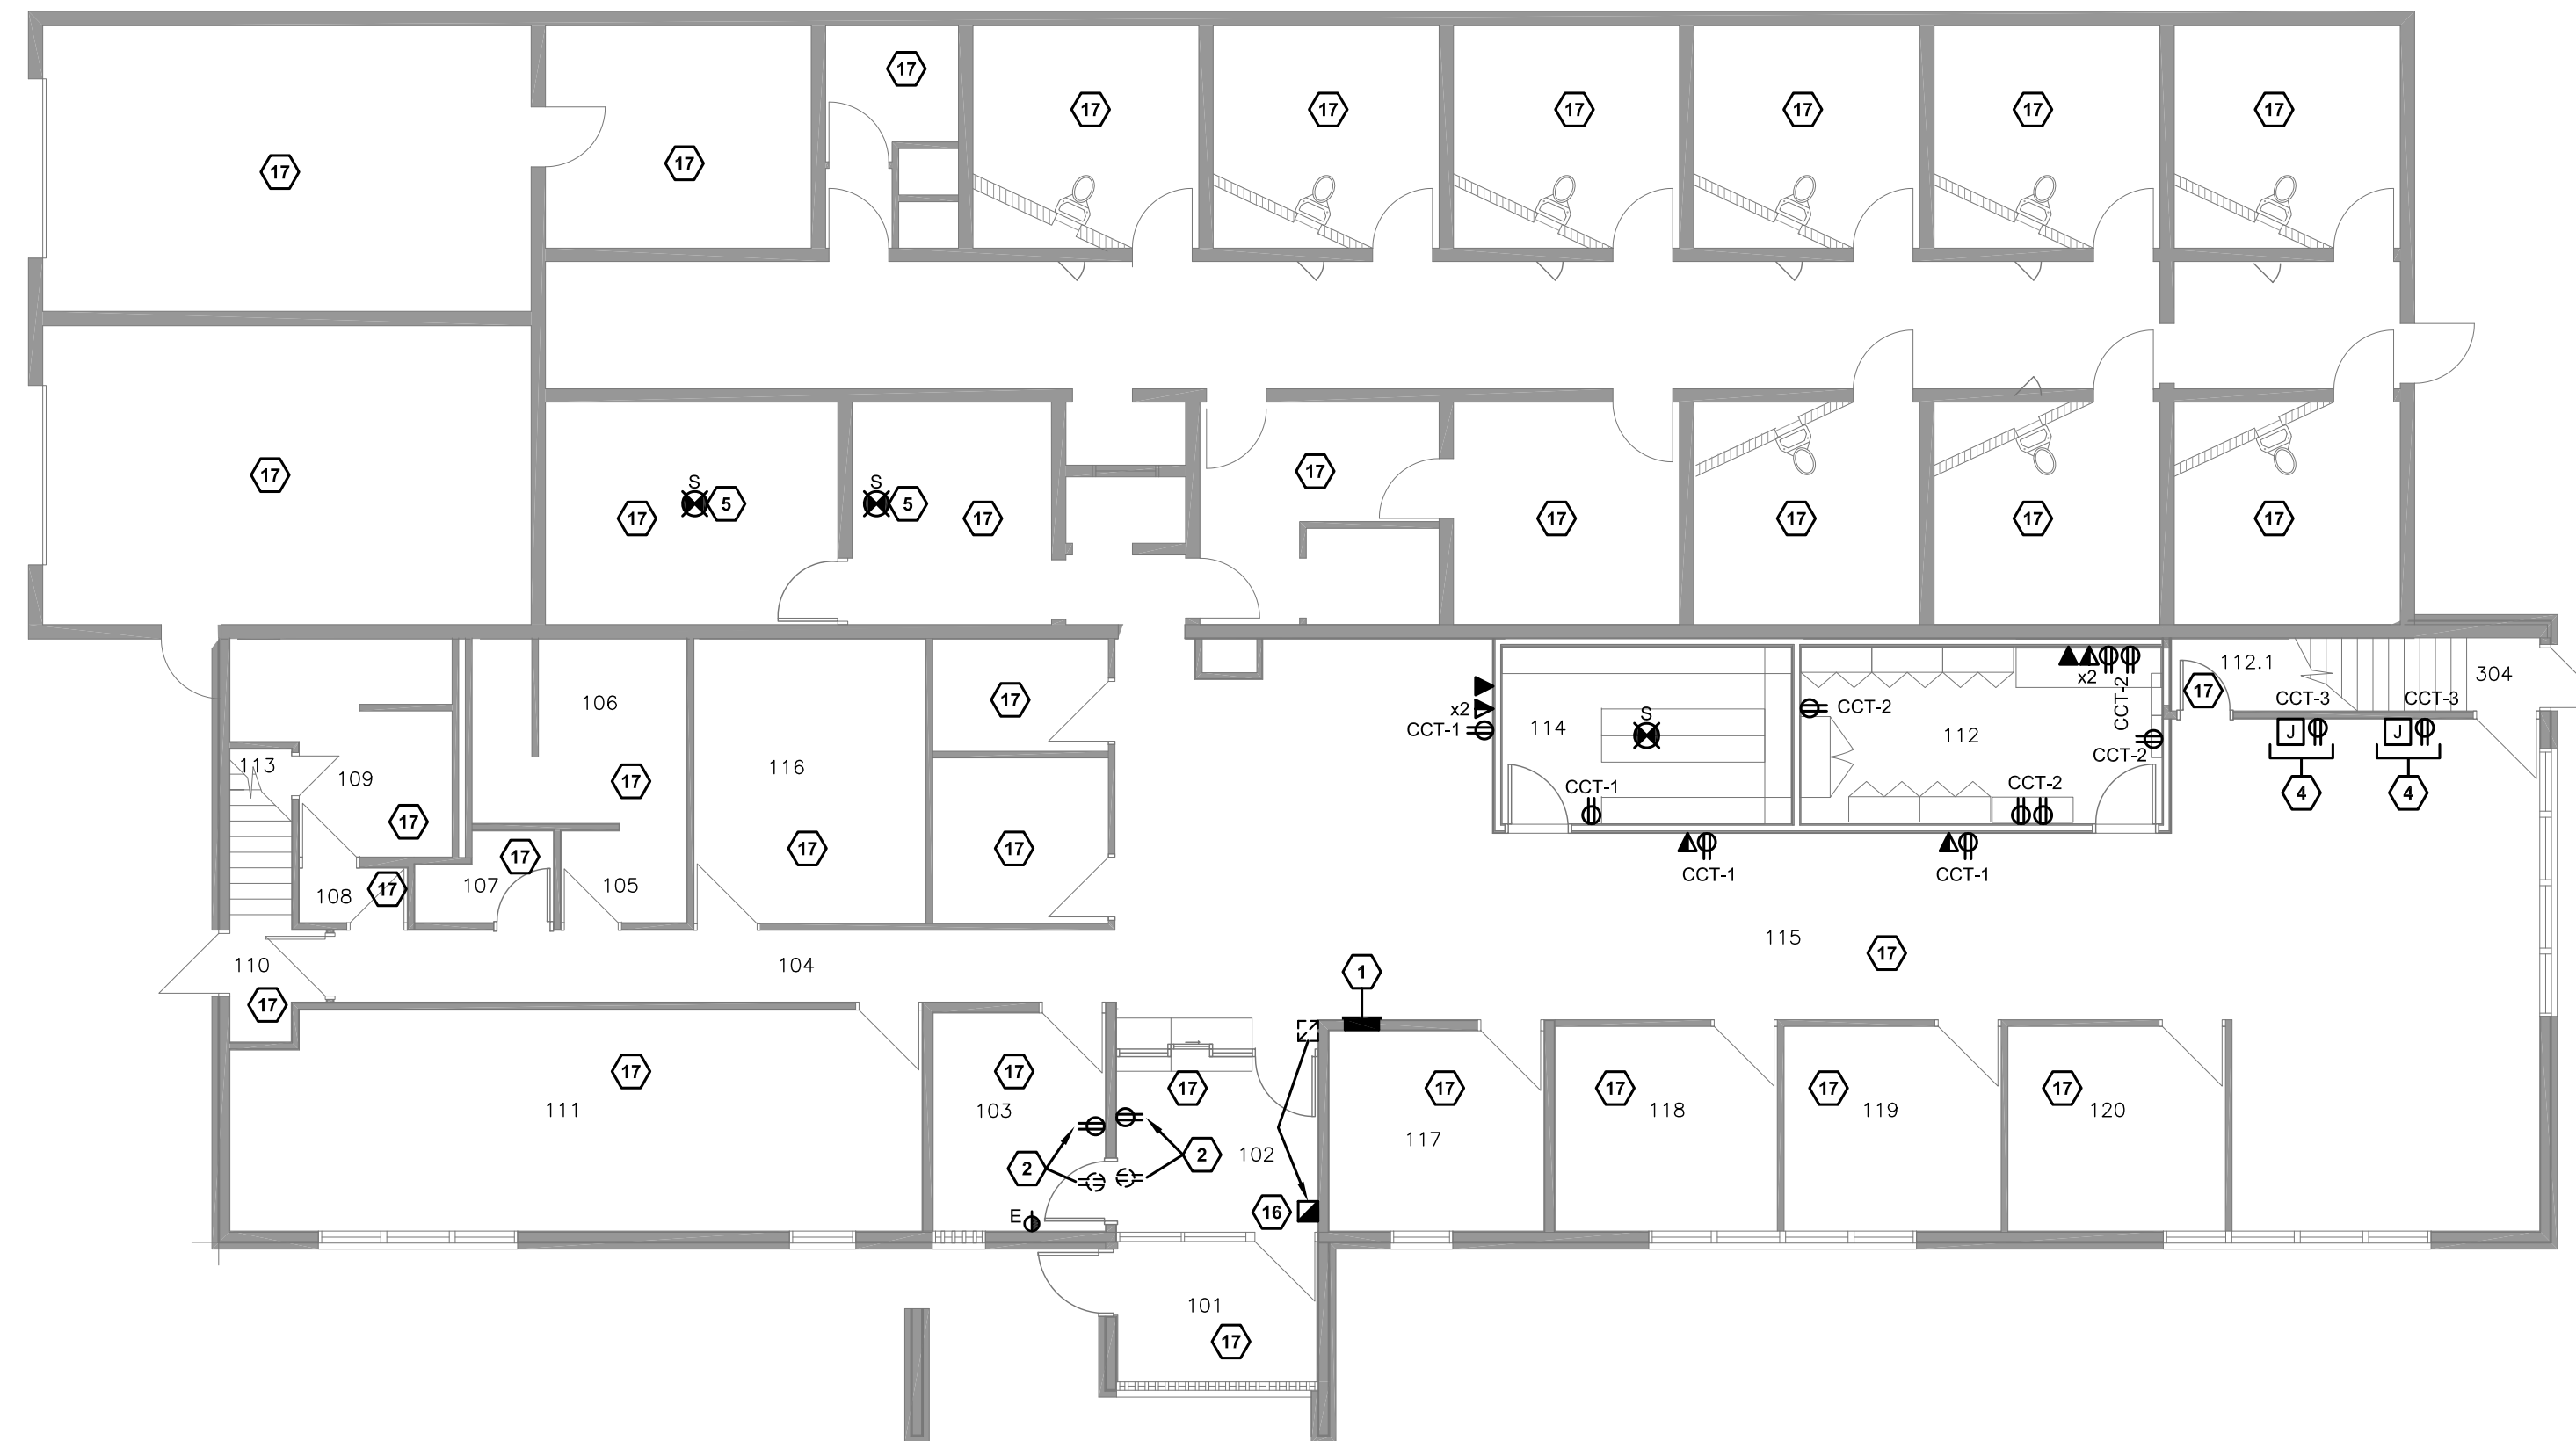 17
17 17 17 17 17 17
17 17
17
17 S 5 S 5 17 17 17 17 17 17
106 17 x2 CCT-1 114 S CCT-2 112 x2 CCT-2 17 112.1 304
CCT-3 CCT-3
J J
113 109 116 CCT-2
17 CCT-1 CCT-2 4 4
17 17 17
108 17 107 17 105 CCT-1 CCT-1
110 104 115 17
17 1
17 17 17 17 17 17 17
111 103 102 117 118 119 120
2 2
E 16
101
17